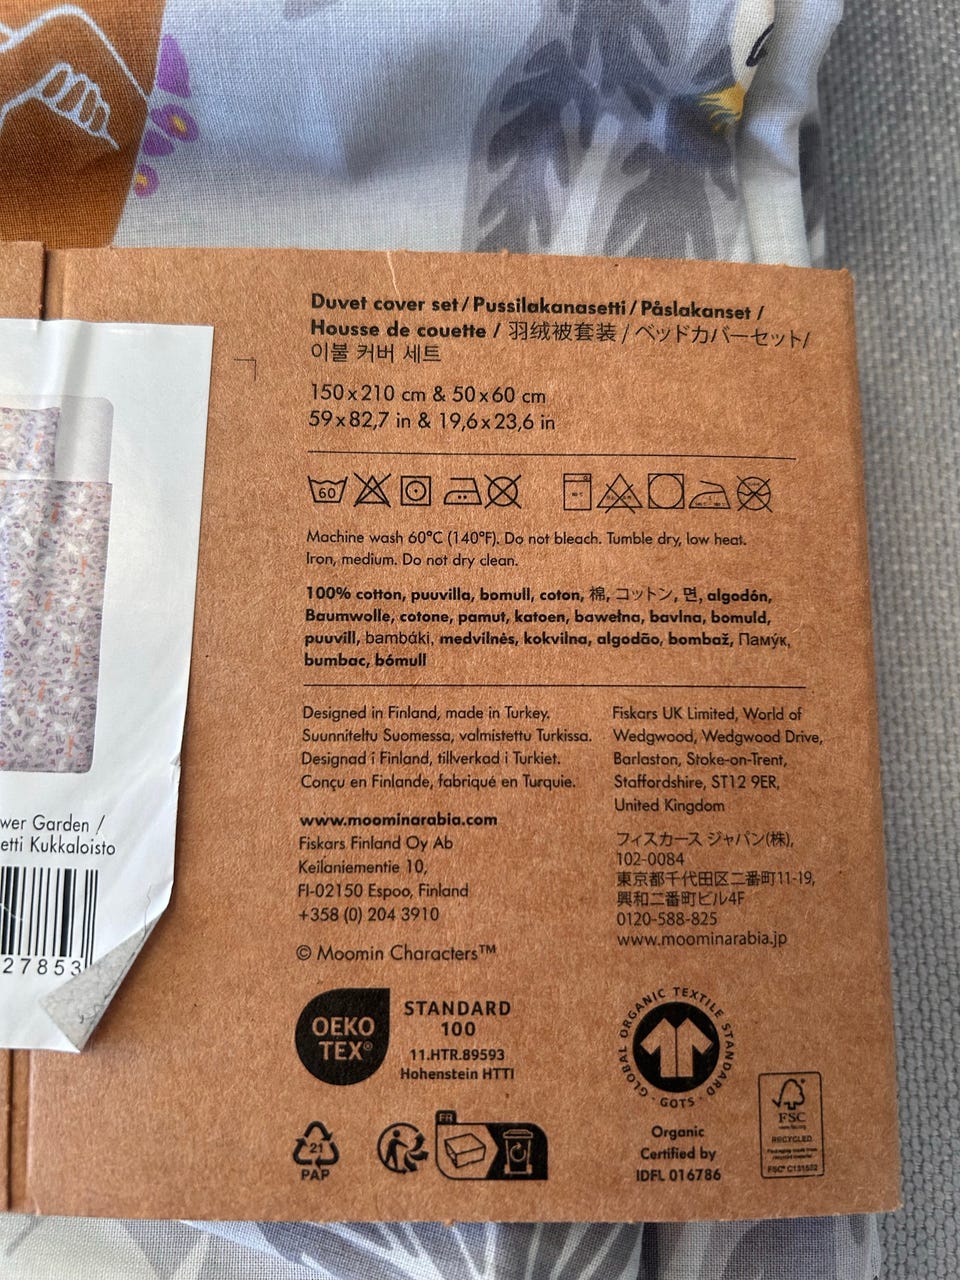 Duvet cover set / Pussilakanasetti / Påslakanset /
Housse de couette / 羽绒被套装 / ベッドカバーセット/
이불 커버 세트
150 x 210 cm & 50 x 60 cm
59 x 82,7 in & 19,6 x 23,6 in
60
Machine wash 60°C (140°F). Do not bleach. Tumble dry, low heat.
Iron, medium. Do not dry clean.
100% cotton, puuvilla, bomull, coton, 棉, コットン, 면, algodón,
Baumwolle, cotone, pamut, katoen, bawełna, bavlna, bomuld,
puuvill, bambáki, medvilnės, kokvilna, algodão, bombaž, Памýк,
bumbac, bómull
Designed in Finland, made in Turkey.
Suunniteltu Suomessa, valmistettu Turkissa.
Designad i Finland, tillverkad i Turkiet.
Conçu en Finlande, fabriqué en Turquie.
www.moominarabia.com
Fiskars Finland Oy Ab
Keilaniementie 10,
FI-02150 Espoo, Finland
+358 (0) 204 3910
© Moomin Characters™
Fiskars UK Limited, World of
Wedgwood, Wedgwood Drive,
Barlaston, Stoke-on-Trent,
Staffordshire, ST12 9ER,
United Kingdom
フィスカース ジャパン(株),
102-0084
東京都千代田区二番町11-19,
興和二番町ビル4F
0120-588-825
www.moominarabia.jp
wer Garden /
etti Kukkaloisto
27853
OEKO
TEX®
STANDARD
100
11.HTR.89593
Hohenstein HTTI
GLOBAL ORGANIC TEXTILE STANDARD
· GOTS ·
Organic
Certified by
IDFL 016786
21
PAP
FR
FSC
www.fsc.org
RECYCLED
Packaging made from
recycled material